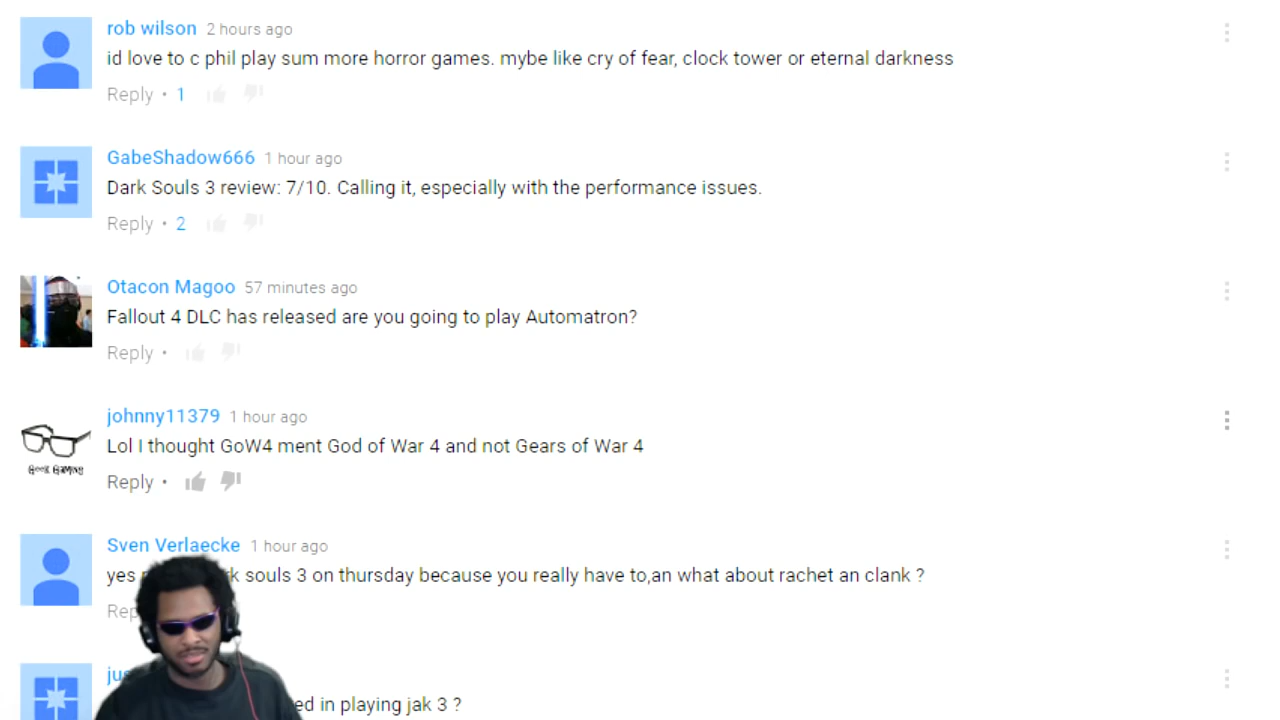 rob wilson 2 hours ago
id love to c phil play sum more horror games. mybe like cry of fear, clock tower or eternal darkness
Reply • 1
GabeShadow666 1 hour ago
Dark Souls 3 review: 7/10. Calling it, especially with the performance issues.
Reply • 2
Otacon Magoo 57 minutes ago
Fallout 4 DLC has released are you going to play Automatron?
Reply •
johnny11379 1 hour ago
Lol I thought GoW4 ment God of War 4 and not Gears of War 4
Geek Gaming
Reply •
Sven Verlaecke 1 hour ago
yes souls 3 on thursday because you really have to,an what about rachet an clank ?
in playing jak 3 ?